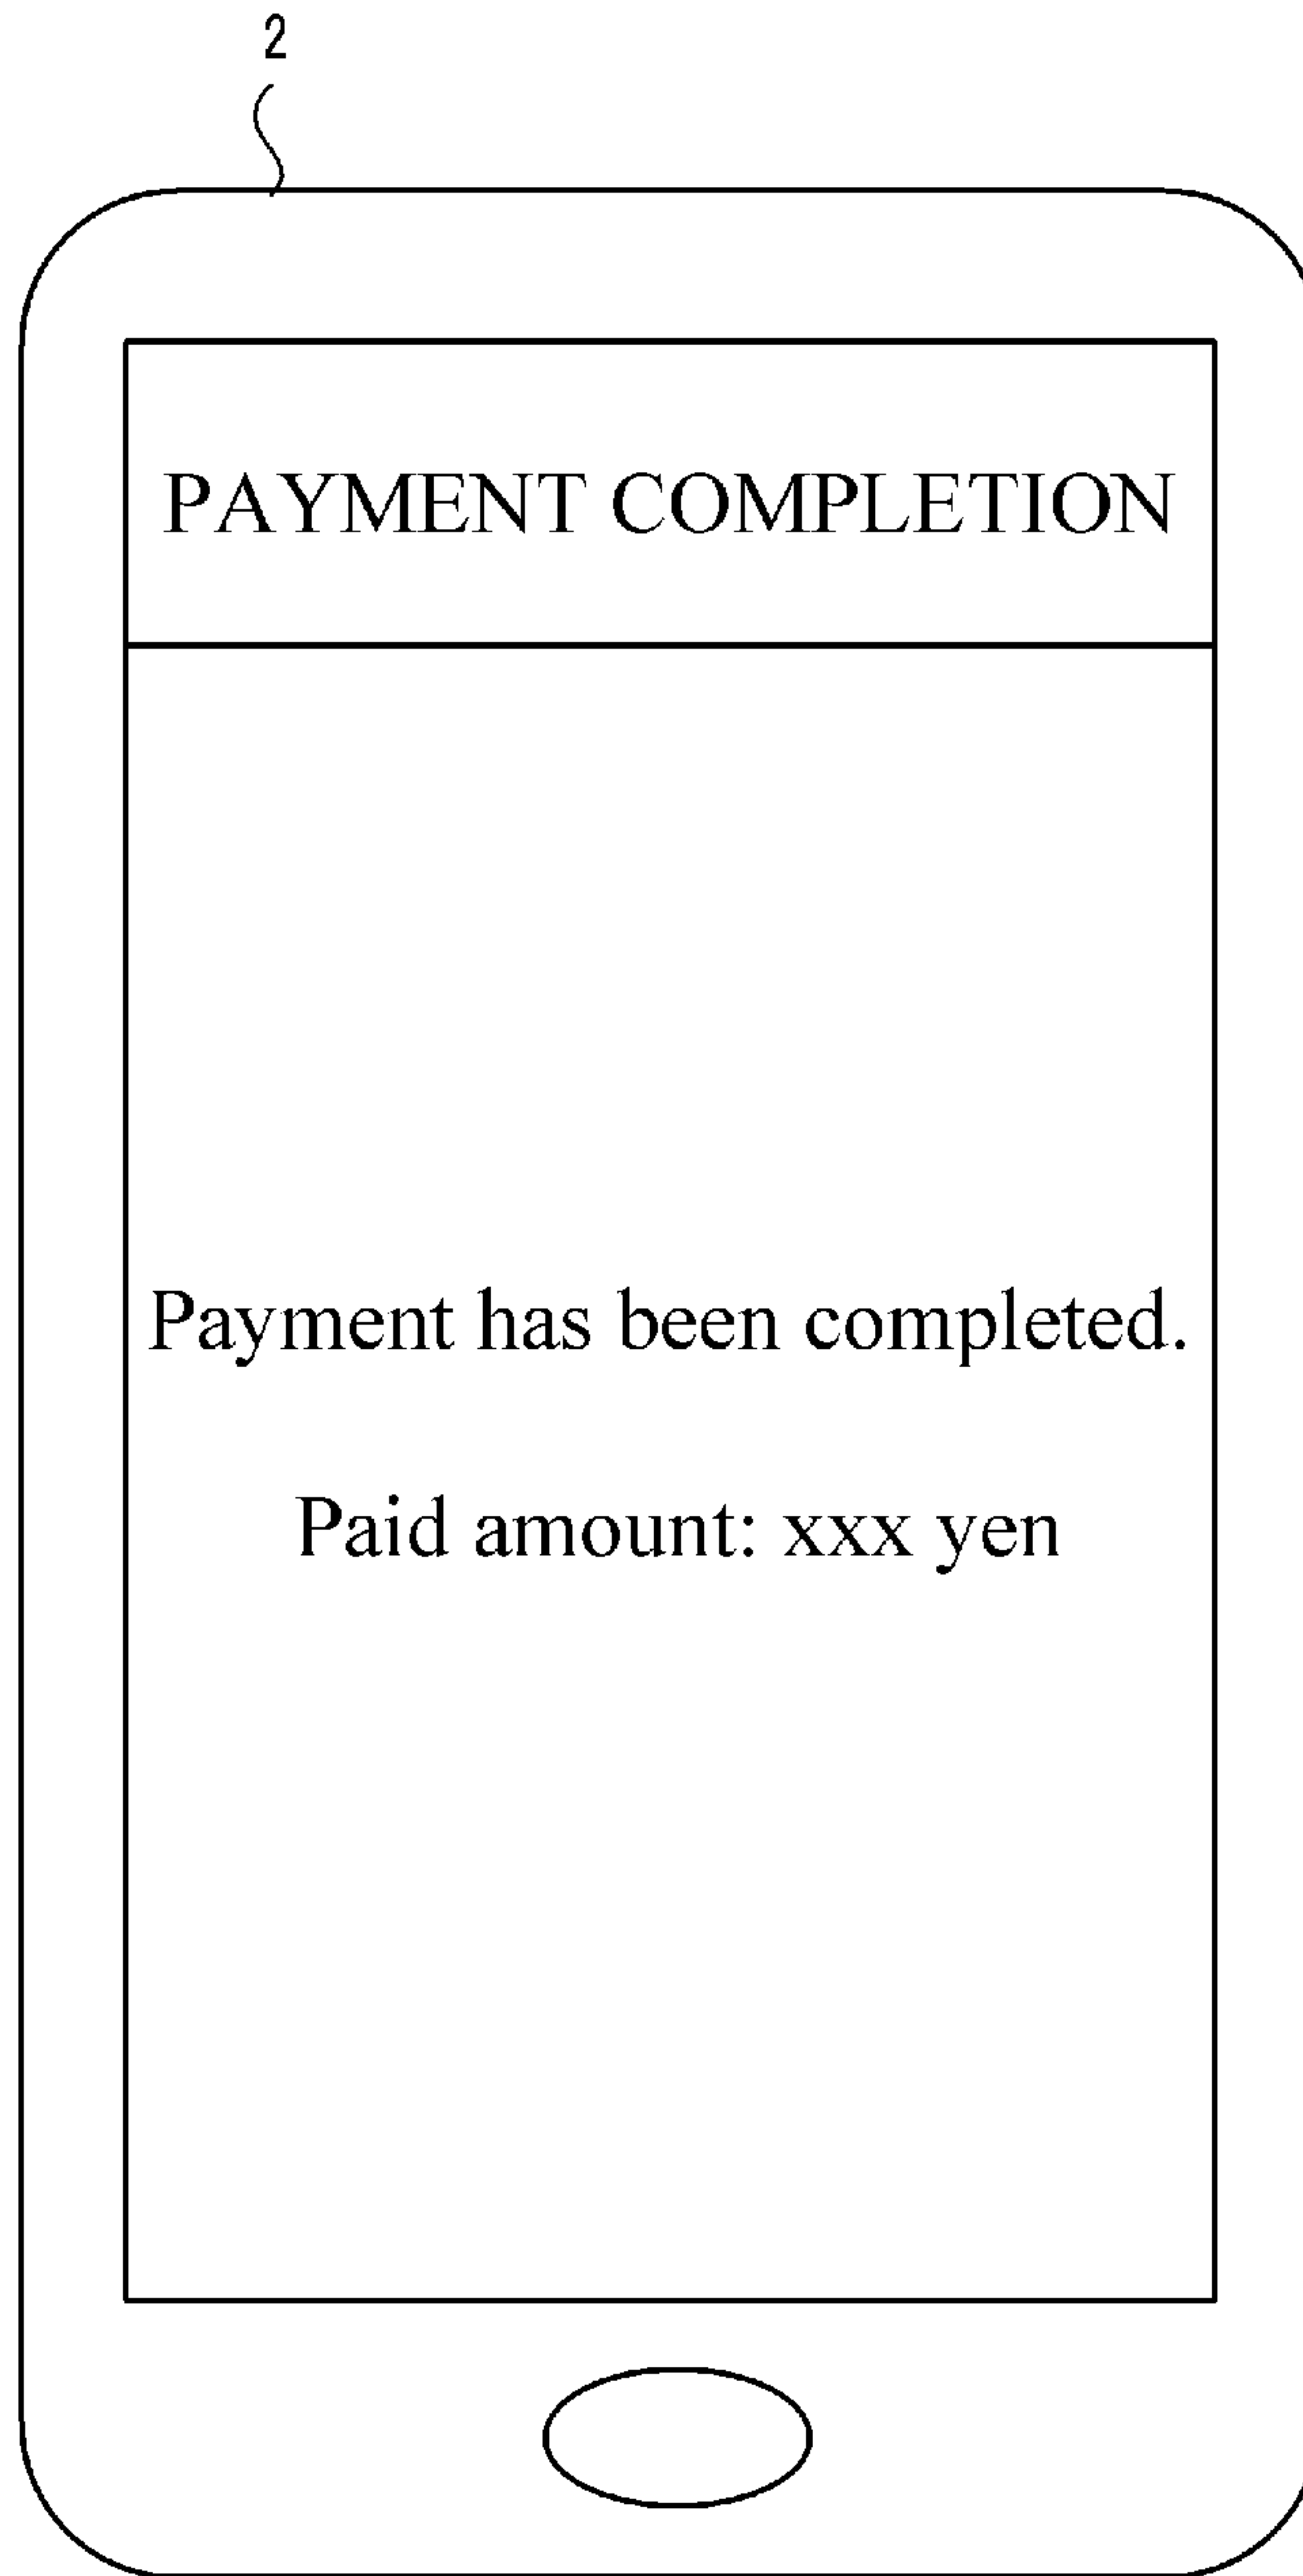 2
PAYMENT COMPLETION
Payment has been completed.
Paid amount: xxx yen